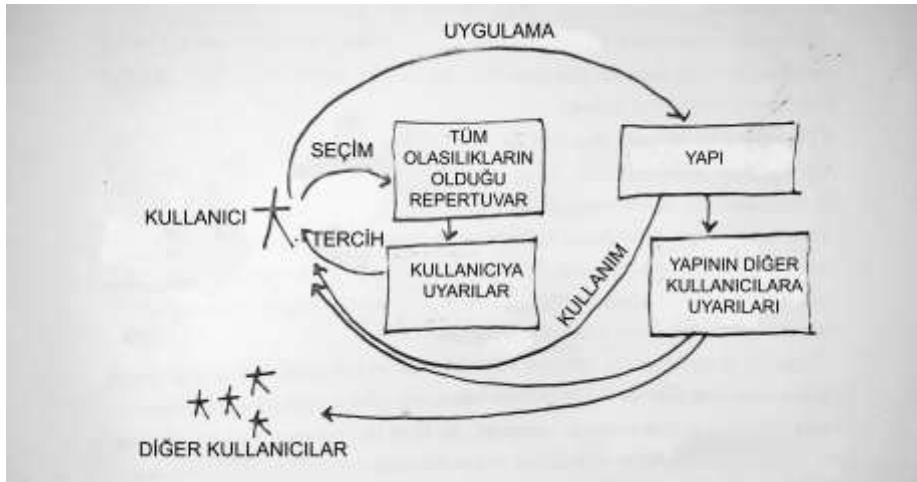 UYGULAMA
SEÇİM
TÜM
OLASILIKLARIN
OLDUĞU
REPERTUVAR
YAPI
KULLANICI
TERCİH
KULLANICIYA
UYARILAR
KULLANIM
YAPININ DİĞER
KULLANICILARA
UYARILARI
DİĞER KULLANICILAR